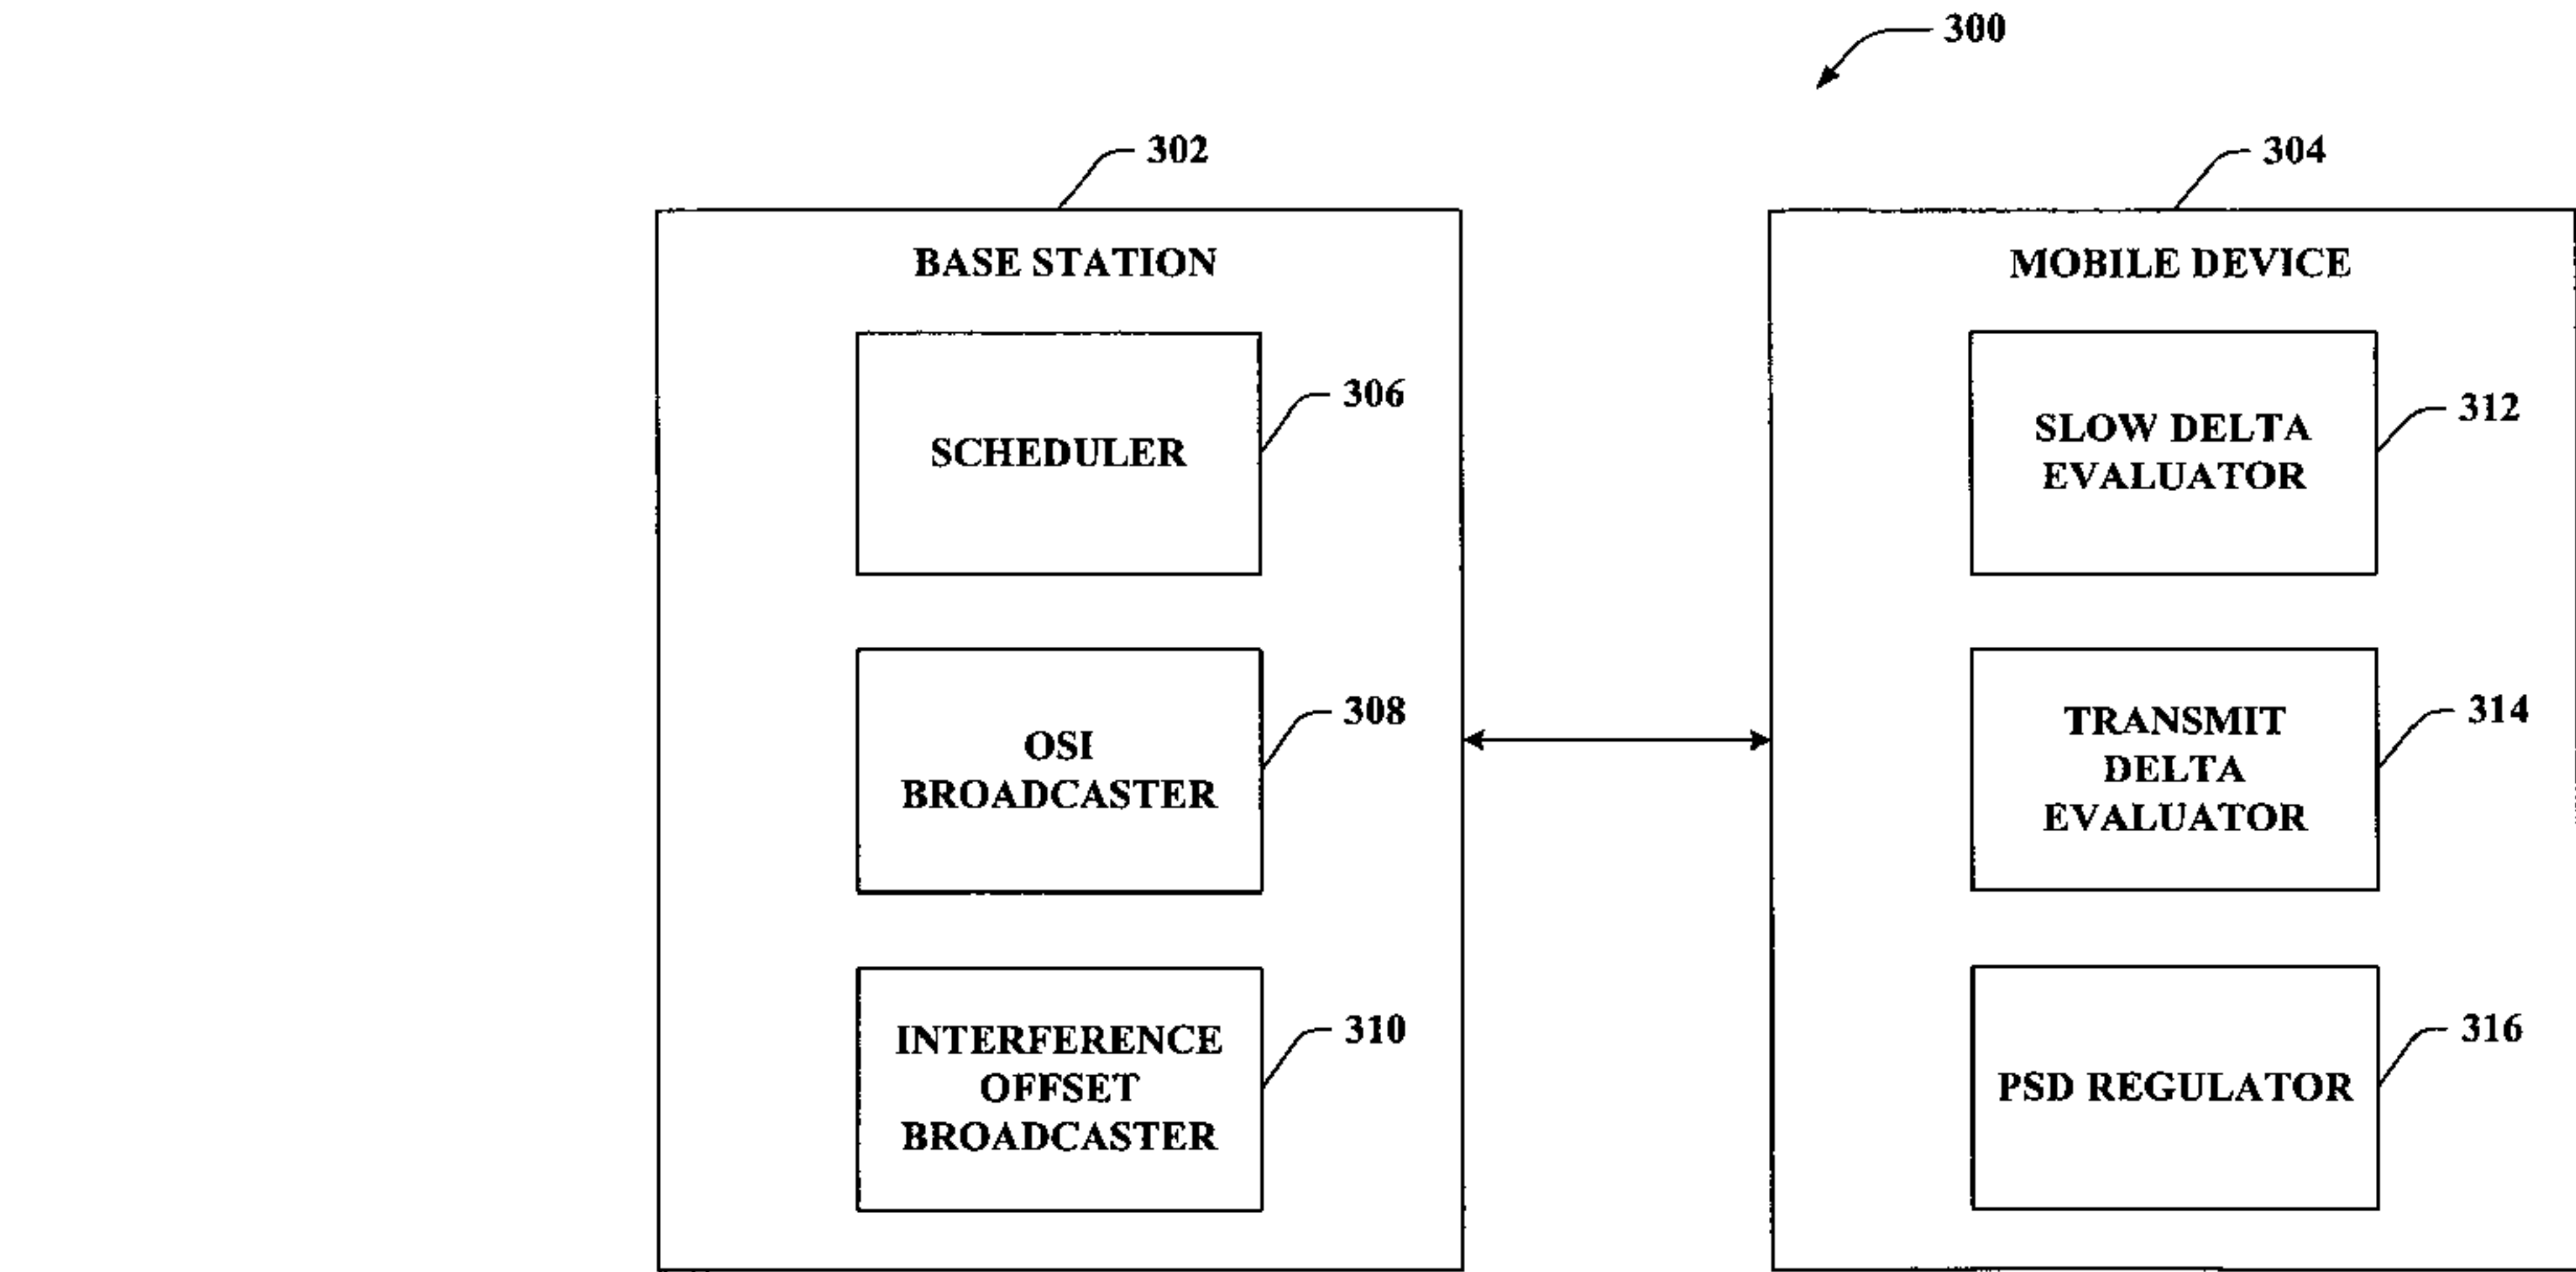 300
302
304
BASE STATION
MOBILE DEVICE
SCHEDULER
306
SLOW DELTA
EVALUATOR
312
OSI
BROADCASTER
308
TRANSMIT
DELTA
EVALUATOR
314
INTERFERENCE
OFFSET
BROADCASTER
310
PSD REGULATOR
316